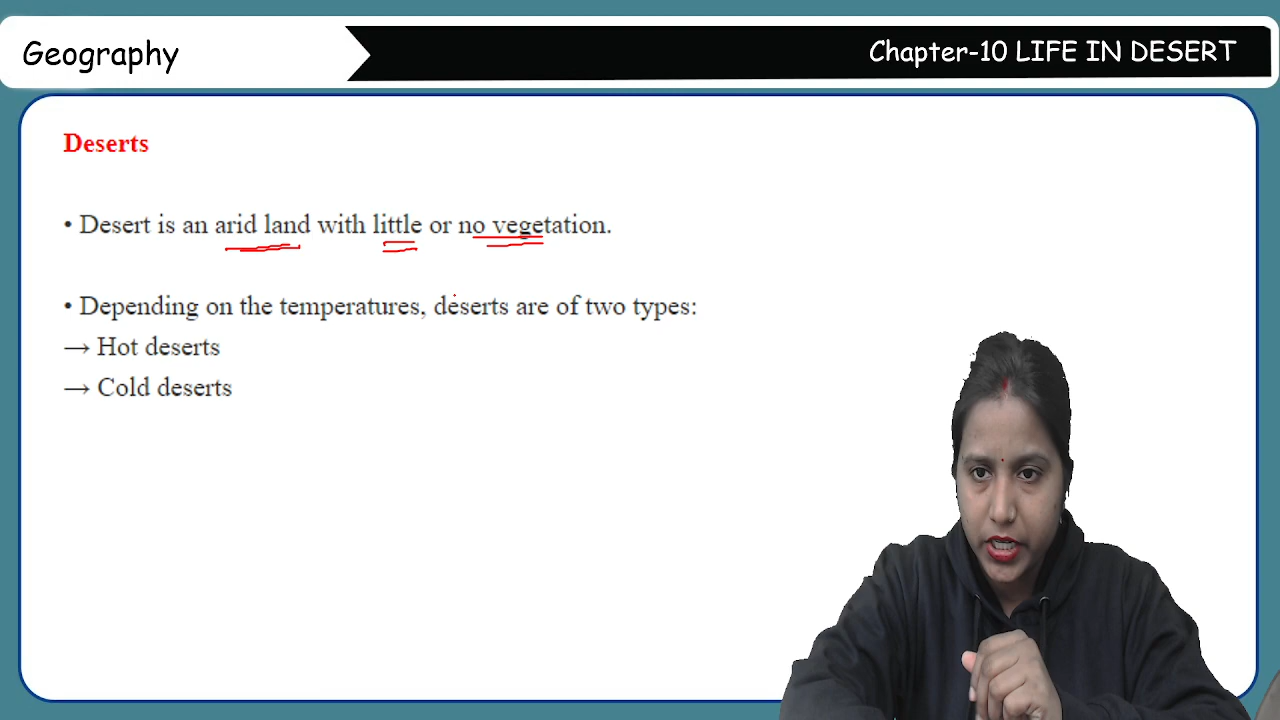 Geography
Chapter-10 LIFE IN DESERT
Deserts
• Desert is an arid land with little or no vegetation.
• Depending on the temperatures, deserts are of two types:
→ Hot deserts
→ Cold deserts